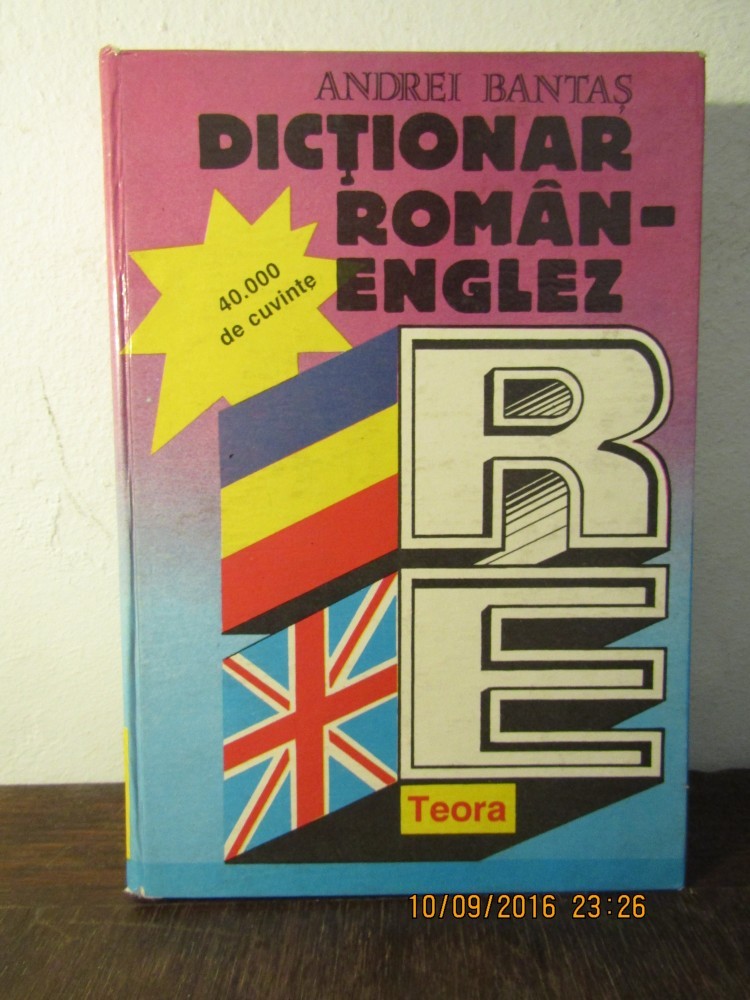 ANDREI BANTAȘ
DICȚIONAR
ROMÂN-
ENGLEZ
40.000
de cuvinte
R
E
Teora
10/09/2016 23:26